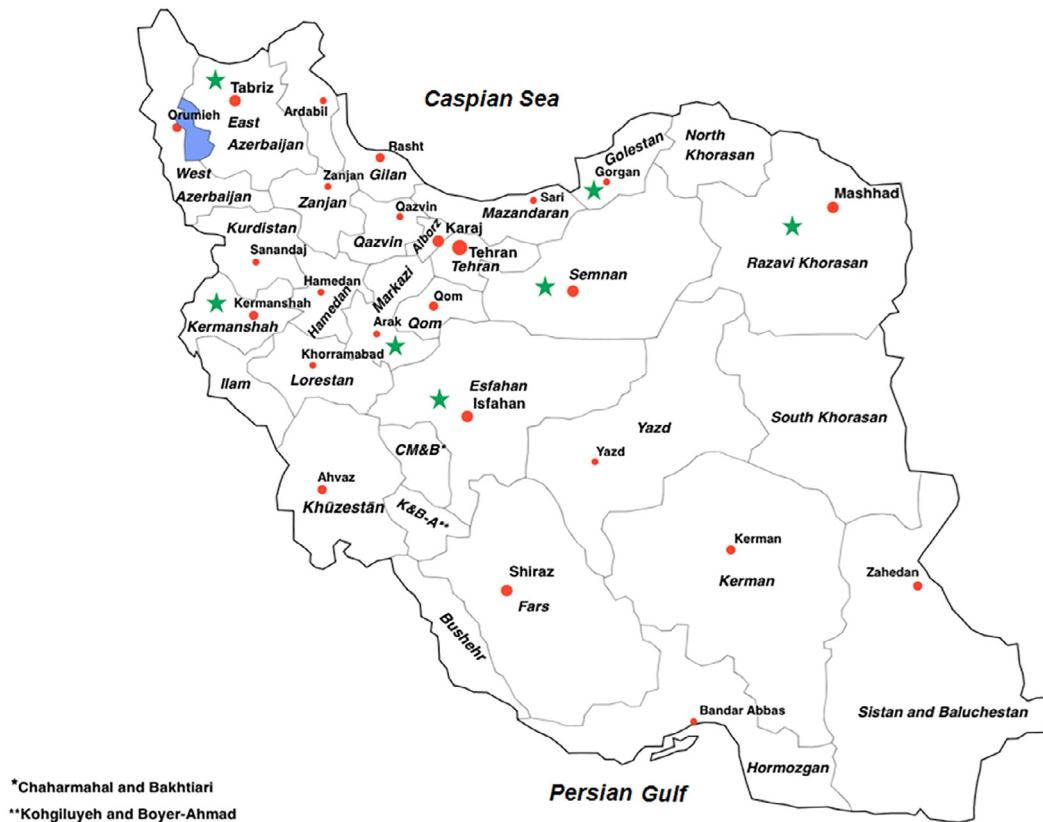 Caspian Sea
Tabriz
East
Azerbaijan
Ardabil
Orumieh
West
Azerbaijan
Rasht
Gilan
Zanjan
Zanjan
Golestan
Gorgan
North
Khorasan
Sari
Mazandaran
Mashhad
Razavi Khorasan
Kurdistan
Sanandaj
Qazvin
Qazvin
Alborz
Karaj
Tehran
Tehran
Semnan
Hamedan
Hamedan
Markazi
Arak
Qom
Qom
Kermanshah
Kermanshah
Khorramabad
Lorestan
Ilam
Esfahan
Isfahan
Yazd
Yazd
South Khorasan
CM&B*
Ahvaz
Khūzestān
K&B-A**
Kerman
Kerman
Zahedan
Shiraz
Fars
Bushehr
Bandar Abbas
Sistan and Baluchestan
Hormozgan
Persian Gulf
*Chaharmahal and Bakhtiari
**Kohgiluyeh and Boyer-Ahmad